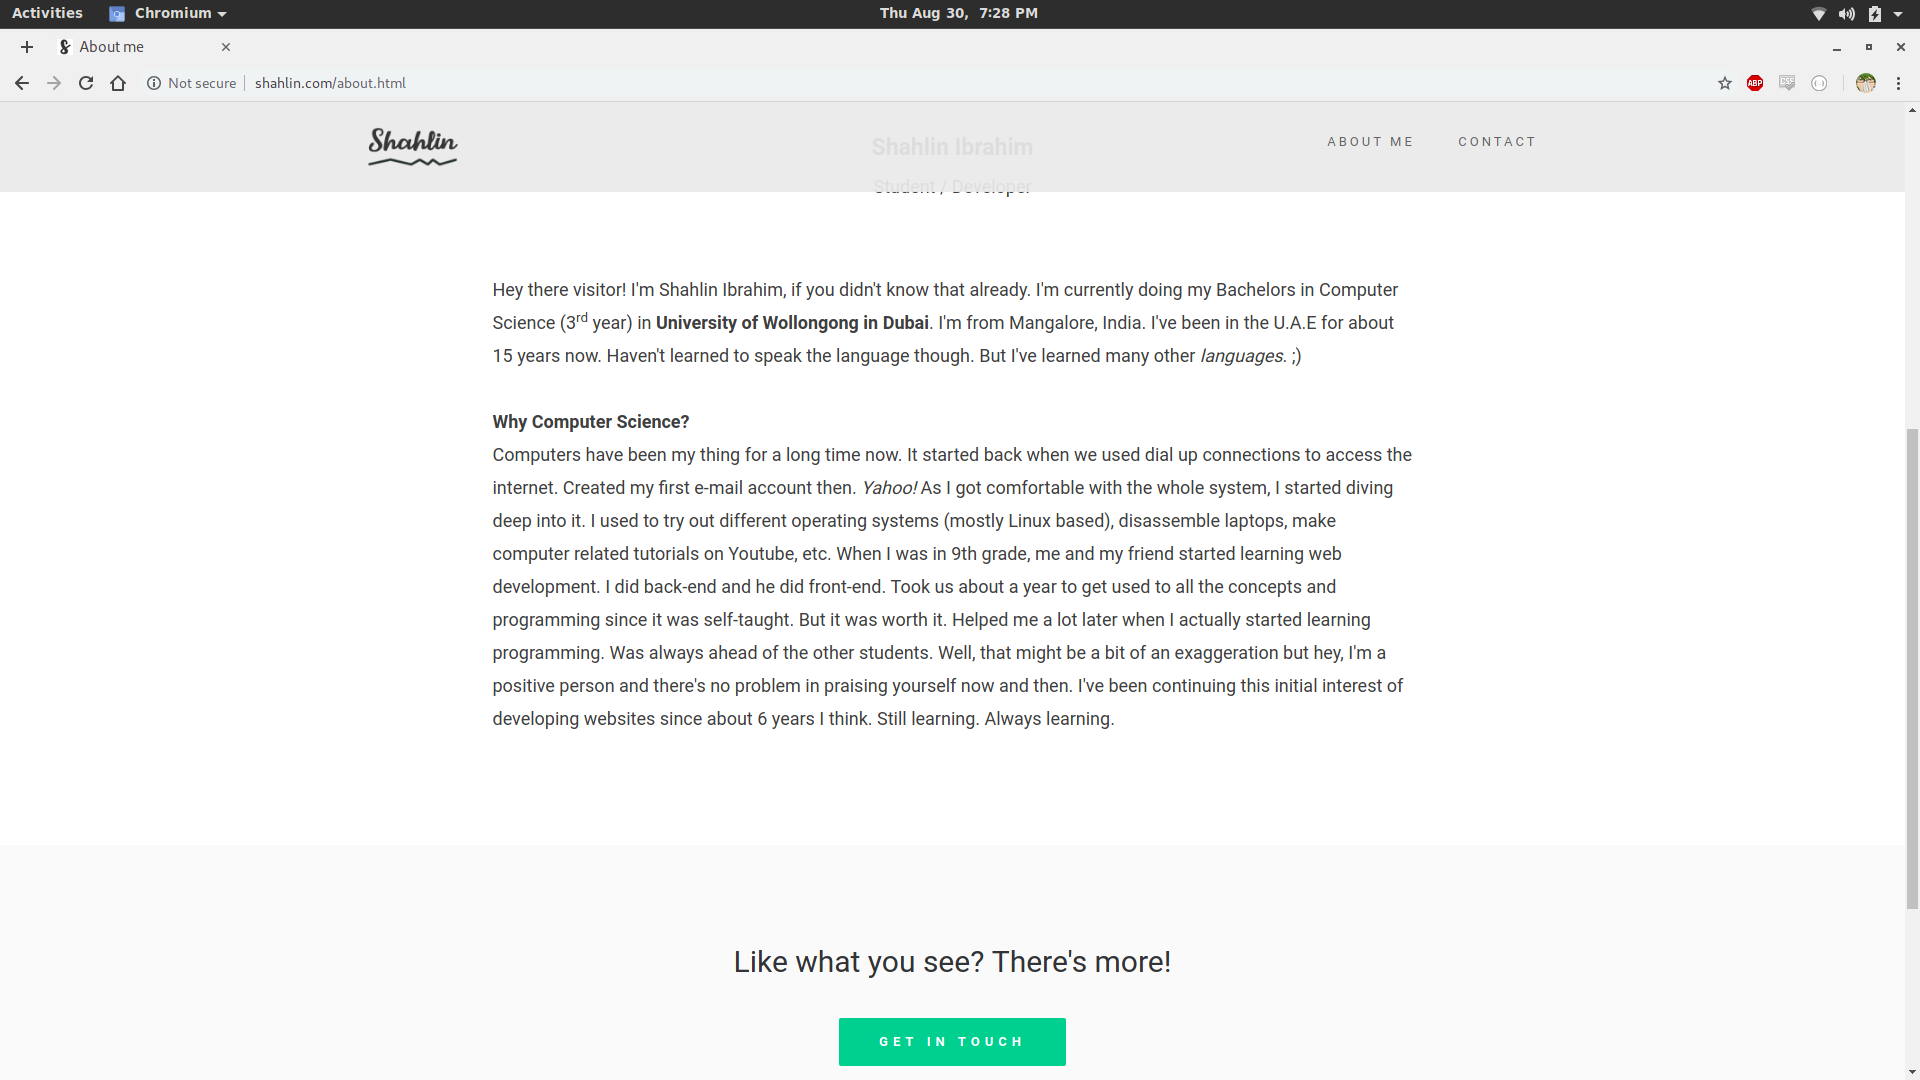 Activities Chromium Thu Aug 30, 7:28 PM
About me
Not secure shahlin.com/about.html ABP CSS
Shahlin Shahlin Ibrahim ABOUT ME CONTACT
Student / Developer
Hey there visitor! I'm Shahlin Ibrahim, if you didn't know that already. I'm currently doing my Bachelors in Computer
Science (3rd year) in University of Wollongong in Dubai. I'm from Mangalore, India. I've been in the U.A.E for about
15 years now. Haven't learned to speak the language though. But I've learned many other languages. ;)
Why Computer Science?
Computers have been my thing for a long time now. It started back when we used dial up connections to access the
internet. Created my first e-mail account then. Yahoo! As I got comfortable with the whole system, I started diving
deep into it. I used to try out different operating systems (mostly Linux based), disassemble laptops, make
computer related tutorials on Youtube, etc. When I was in 9th grade, me and my friend started learning web
development. I did back-end and he did front-end. Took us about a year to get used to all the concepts and
programming since it was self-taught. But it was worth it. Helped me a lot later when I actually started learning
programming. Was always ahead of the other students. Well, that might be a bit of an exaggeration but hey, I'm a
positive person and there's no problem in praising yourself now and then. I've been continuing this initial interest of
developing websites since about 6 years I think. Still learning. Always learning.
Like what you see? There's more!
GET IN TOUCH